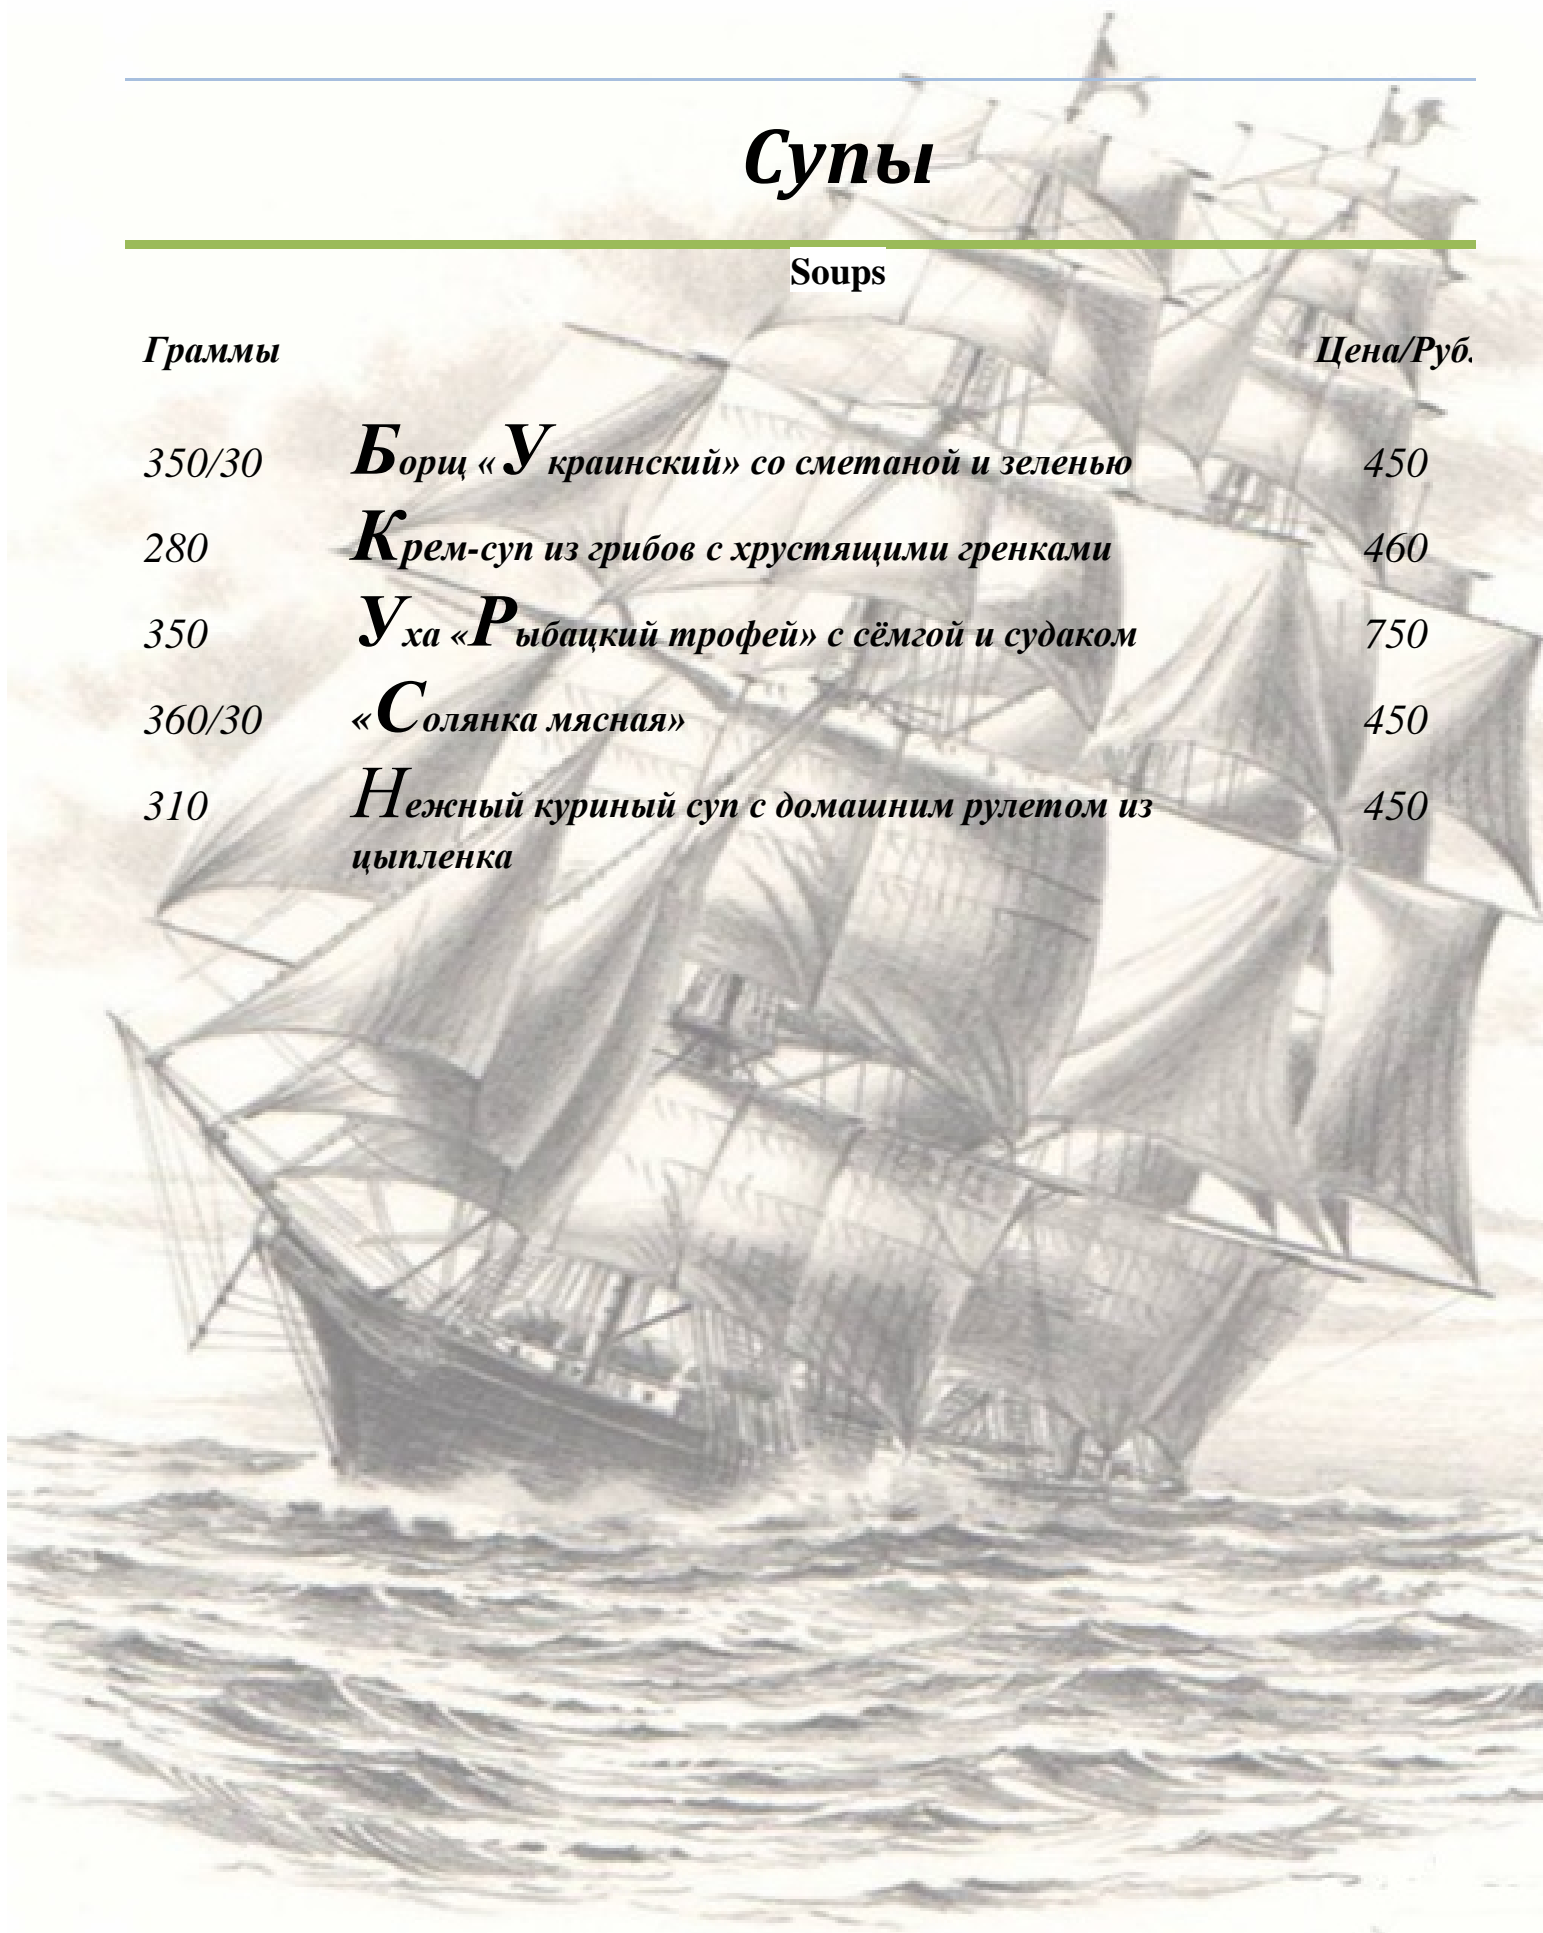 Супы
Soups
Граммы Цена/Руб.
350/30 Борщ «Украинский» со сметаной и зеленью 450
280 Крем-суп из грибов с хрустящими гренками 460
350 Уха «Рыбацкий трофей» с сёмгой и судаком 750
360/30 «Солянка мясная» 450
310 Нежный куриный суп с домашним рулетом из 450
цыпленка